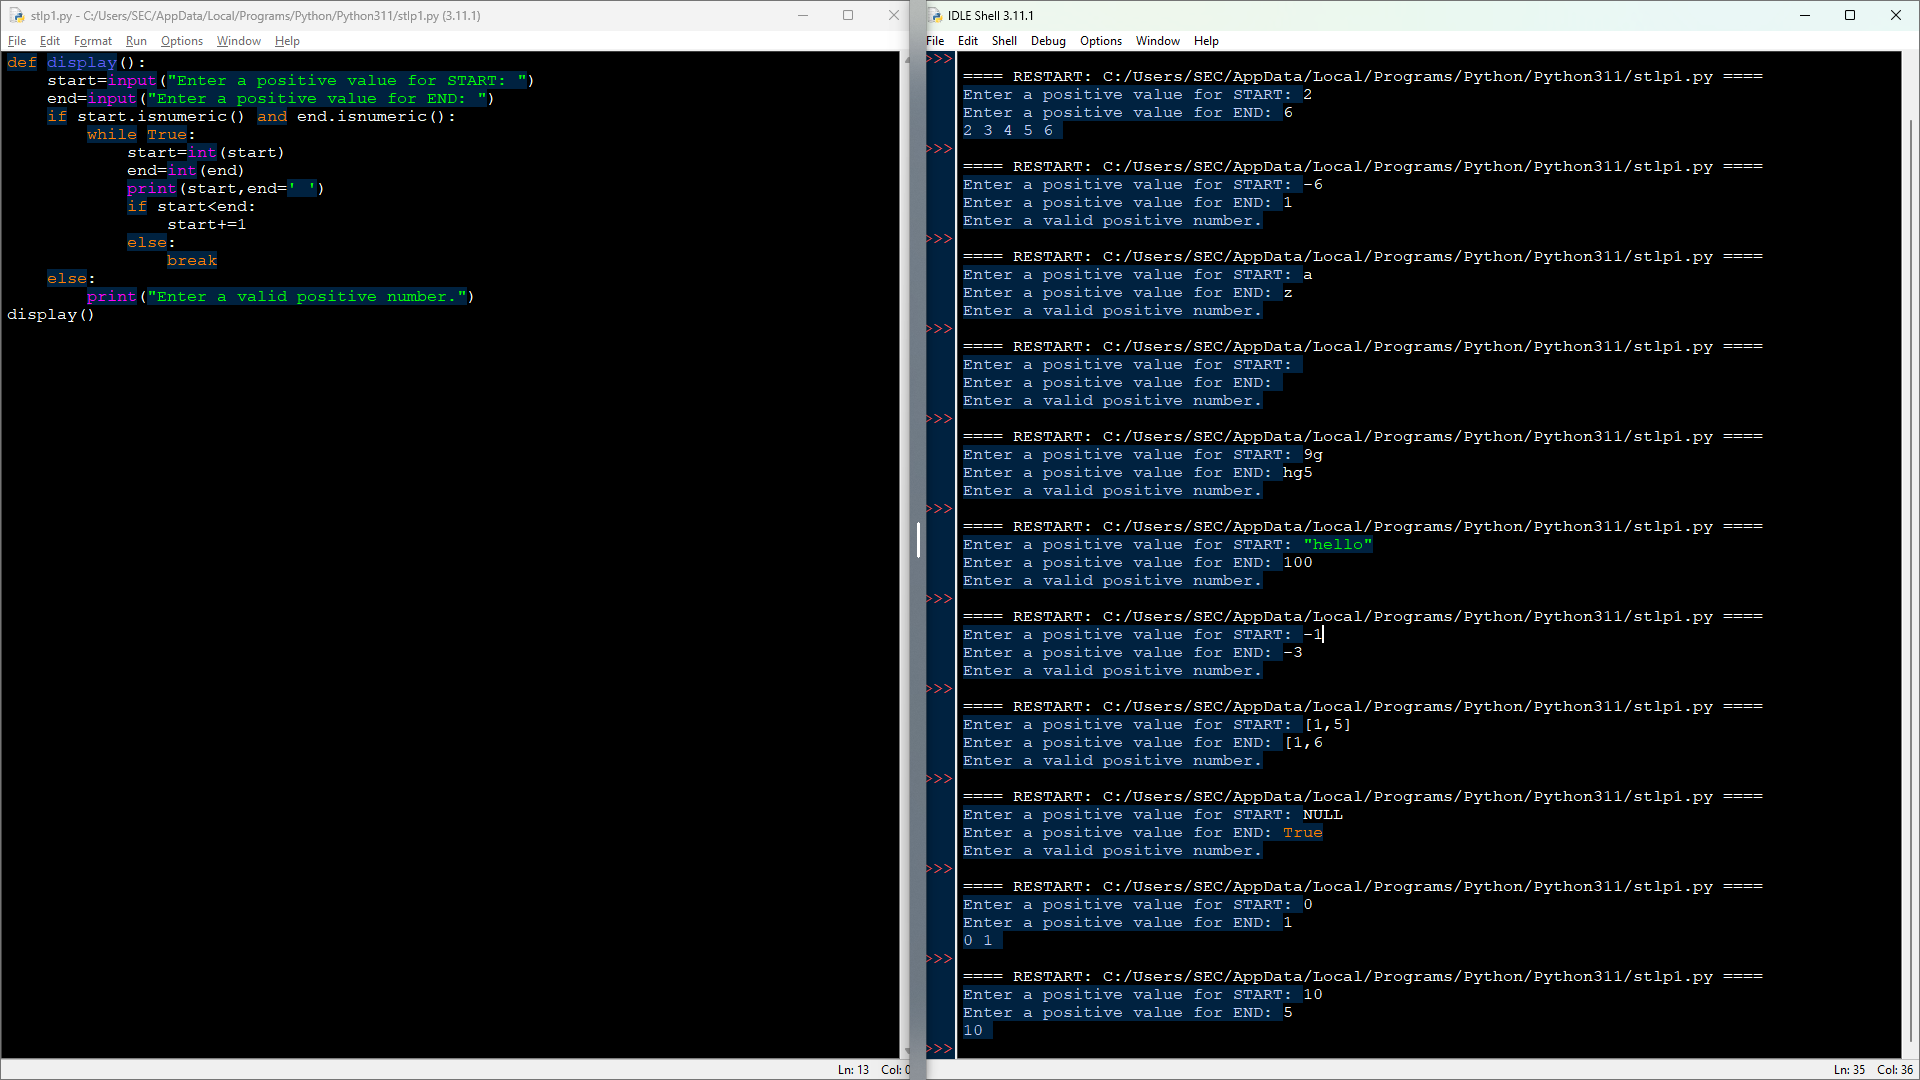 stlp1.py - C:/Users/SEC/AppData/Local/Programs/Python/Python311/stlp1.py (3.11.1)
File Edit Format Run Options Window Help
def display():
    start=input("Enter a positive value for START: ")
    end=input("Enter a positive value for END: ")
    if start.isnumeric() and end.isnumeric():
        while True:
            start=int(start)
            end=int(end)
            print(start,end=' ')
            if start<end:
                start+=1
            else:
                break
    else:
        print("Enter a valid positive number.")
display()
Ln: 13 Col: 0
IDLE Shell 3.11.1
File Edit Shell Debug Options Window Help
>>>
==== RESTART: C:/Users/SEC/AppData/Local/Programs/Python/Python311/stlp1.py ====
Enter a positive value for START: 2
Enter a positive value for END: 6
2 3 4 5 6
>>>
==== RESTART: C:/Users/SEC/AppData/Local/Programs/Python/Python311/stlp1.py ====
Enter a positive value for START: -6
Enter a positive value for END: 1
Enter a valid positive number.
>>>
==== RESTART: C:/Users/SEC/AppData/Local/Programs/Python/Python311/stlp1.py ====
Enter a positive value for START: a
Enter a positive value for END: z
Enter a valid positive number.
>>>
==== RESTART: C:/Users/SEC/AppData/Local/Programs/Python/Python311/stlp1.py ====
Enter a positive value for START:
Enter a positive value for END:
Enter a valid positive number.
>>>
==== RESTART: C:/Users/SEC/AppData/Local/Programs/Python/Python311/stlp1.py ====
Enter a positive value for START: 9g
Enter a positive value for END: hg5
Enter a valid positive number.
>>>
==== RESTART: C:/Users/SEC/AppData/Local/Programs/Python/Python311/stlp1.py ====
Enter a positive value for START: "hello"
Enter a positive value for END: 100
Enter a valid positive number.
>>>
==== RESTART: C:/Users/SEC/AppData/Local/Programs/Python/Python311/stlp1.py ====
Enter a positive value for START: -1
Enter a positive value for END: -3
Enter a valid positive number.
>>>
==== RESTART: C:/Users/SEC/AppData/Local/Programs/Python/Python311/stlp1.py ====
Enter a positive value for START: [1,5]
Enter a positive value for END: [1,6
Enter a valid positive number.
>>>
==== RESTART: C:/Users/SEC/AppData/Local/Programs/Python/Python311/stlp1.py ====
Enter a positive value for START: NULL
Enter a positive value for END: True
Enter a valid positive number.
>>>
==== RESTART: C:/Users/SEC/AppData/Local/Programs/Python/Python311/stlp1.py ====
Enter a positive value for START: 0
Enter a positive value for END: 1
0 1
>>>
==== RESTART: C:/Users/SEC/AppData/Local/Programs/Python/Python311/stlp1.py ====
Enter a positive value for START: 10
Enter a positive value for END: 5
10
>>>
Ln: 35 Col: 36